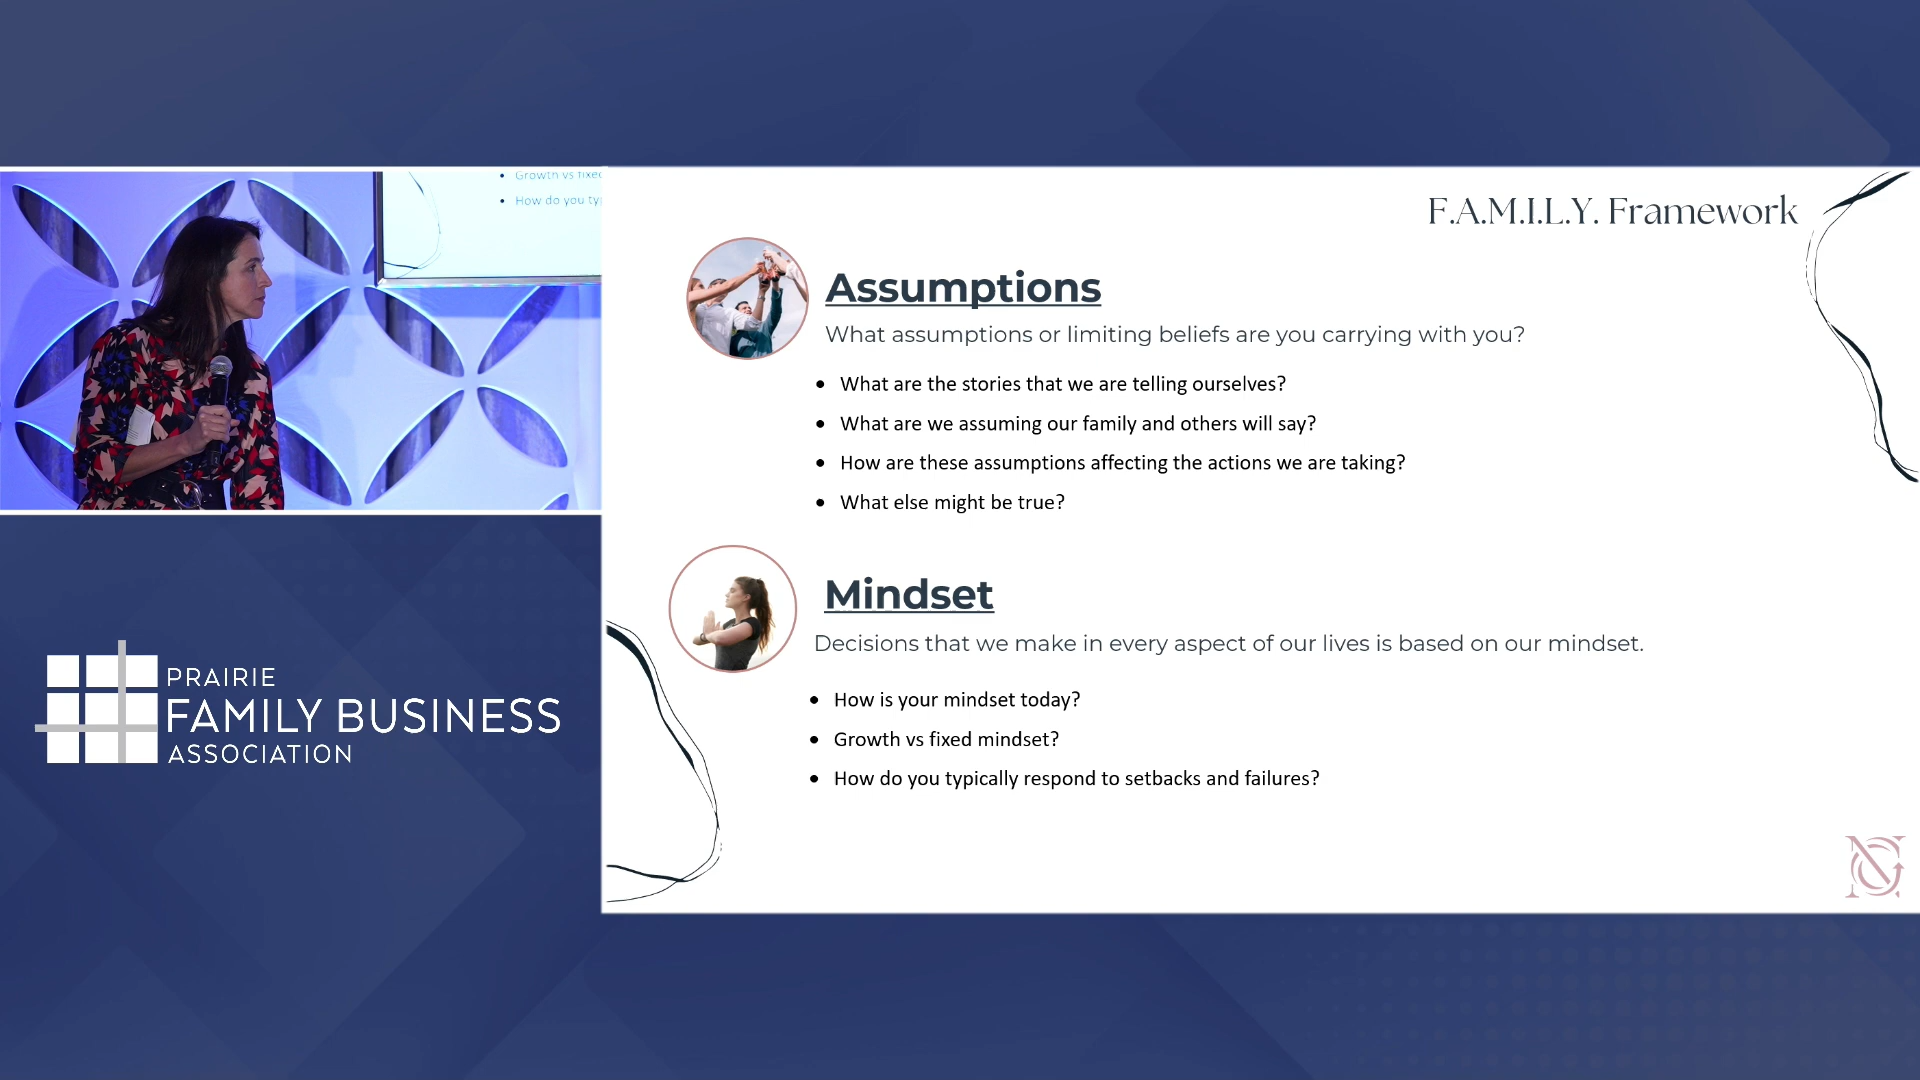 Growth vs fixed
How do you ty
PRAIRIE
FAMILY BUSINESS
ASSOCIATION
F.A.M.I.L.Y. Framework
Assumptions
What assumptions or limiting beliefs are you carrying with you?
• What are the stories that we are telling ourselves?
• What are we assuming our family and others will say?
• How are these assumptions affecting the actions we are taking?
• What else might be true?
Mindset
Decisions that we make in every aspect of our lives is based on our mindset.
• How is your mindset today?
• Growth vs fixed mindset?
• How do you typically respond to setbacks and failures?